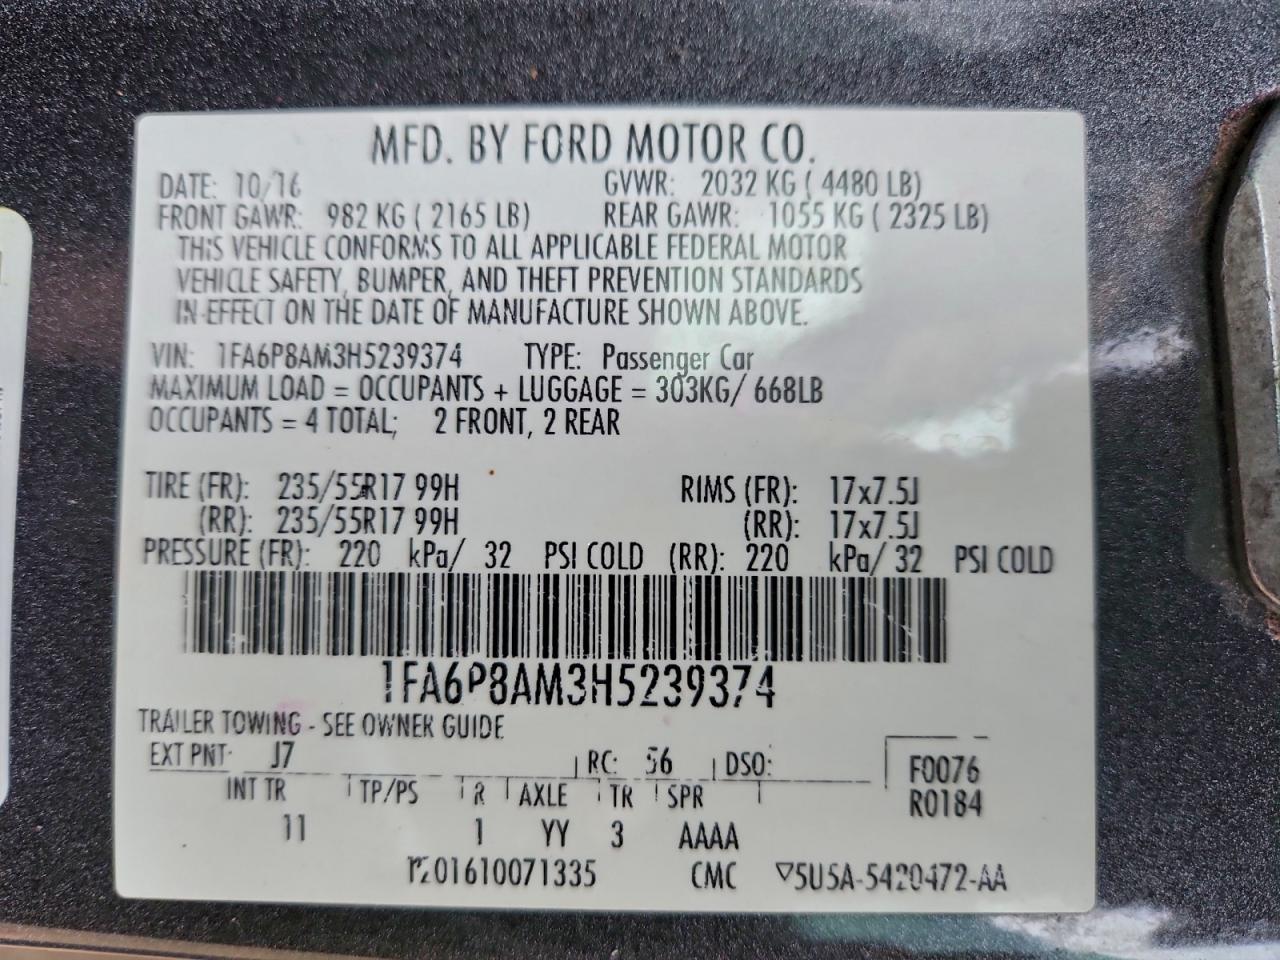 MFD. BY FORD MOTOR CO.
DATE: 10/16 GVWR: 2032 KG ( 4480 LB)
FRONT GAWR: 982 KG ( 2165 LB) REAR GAWR: 1055 KG ( 2325 LB)
THIS VEHICLE CONFORMS TO ALL APPLICABLE FEDERAL MOTOR
VEHICLE SAFETY, BUMPER, AND THEFT PREVENTION STANDARDS
IN EFFECT ON THE DATE OF MANUFACTURE SHOWN ABOVE.
VIN: 1FA6P8AM3H5239374 TYPE: Passenger Car
MAXIMUM LOAD = OCCUPANTS + LUGGAGE = 303KG/ 668LB
OCCUPANTS = 4 TOTAL; 2 FRONT, 2 REAR
TIRE (FR): 235/55R17 99H RIMS (FR): 17x7.5J
(RR): 235/55R17 99H (RR): 17x7.5J
PRESSURE (FR): 220 kPa/ 32 PSI COLD (RR): 220 kPa/ 32 PSI COLD
1FA6P8AM3H5239374
TRAILER TOWING - SEE OWNER GUIDE
EXT PNT: J7 RC: 56 DSO:
F0076
INT TR TP/PS R AXLE TR SPR
R0184
11 1 YY 3 AAAA
CMC ▽5U5A-5420472-AA